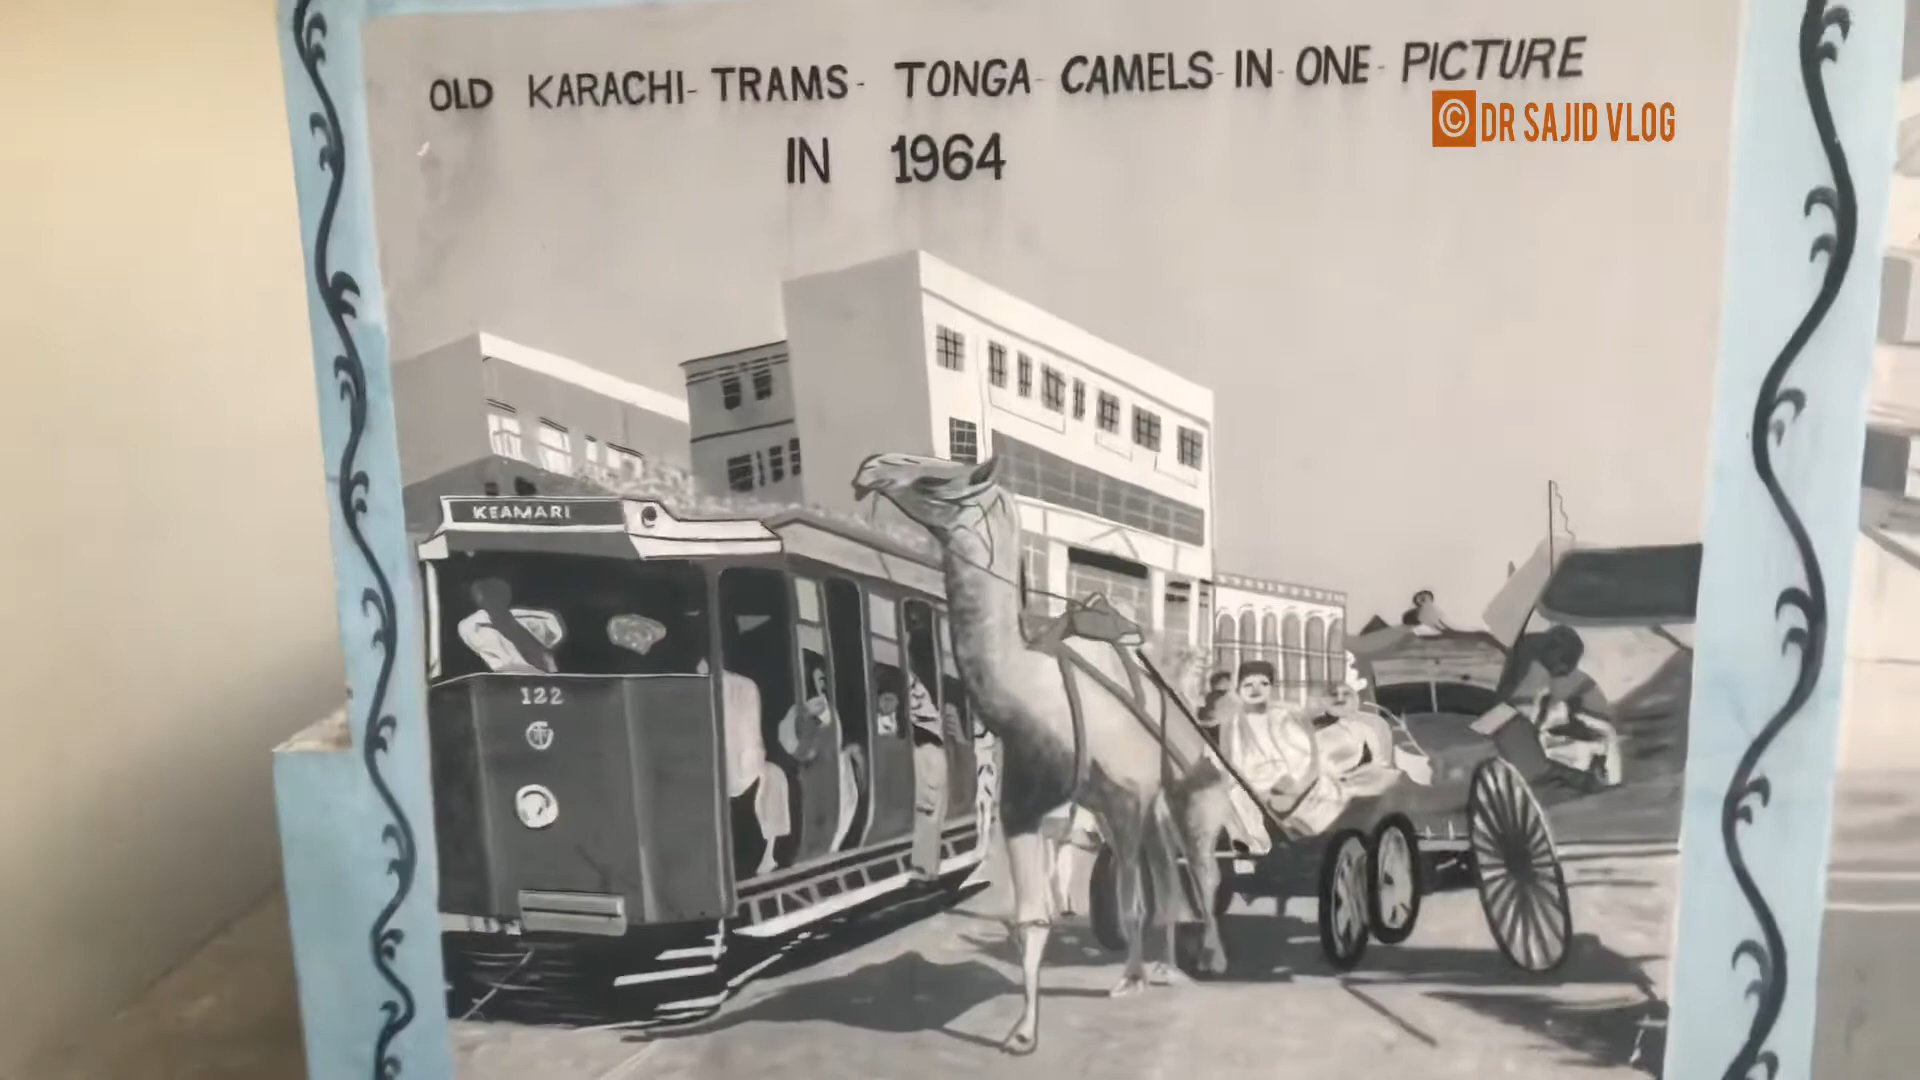 OLD KARACHI- TRAMS- TONGA- CAMELS-IN-ONE-PICTURE
IN 1964
© DR SAJID VLOG
KEAMARI
122